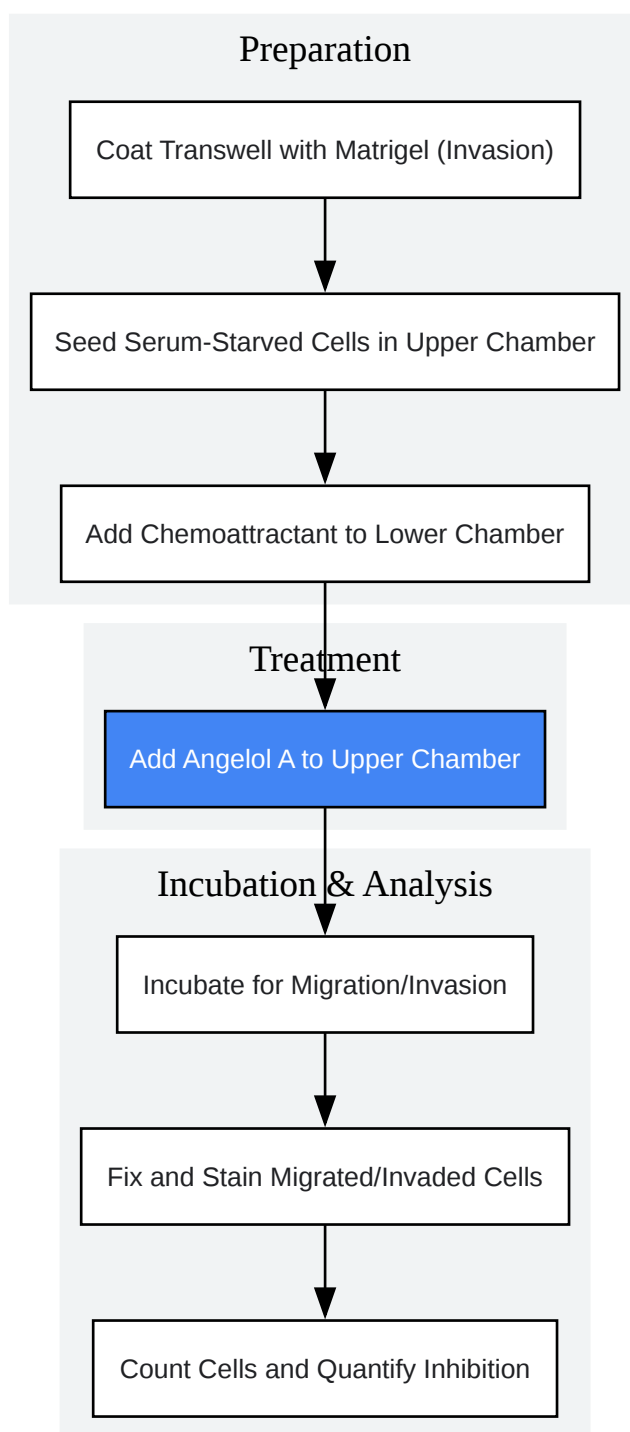 Preparation
Coat Transwell with Matrigel (Invasion)
Seed Serum-Starved Cells in Upper Chamber
Add Chemoattractant to Lower Chamber
Treatment
Add Angelol A to Upper Chamber
Incubation & Analysis
Incubate for Migration/Invasion
Fix and Stain Migrated/Invaded Cells
Count Cells and Quantify Inhibition